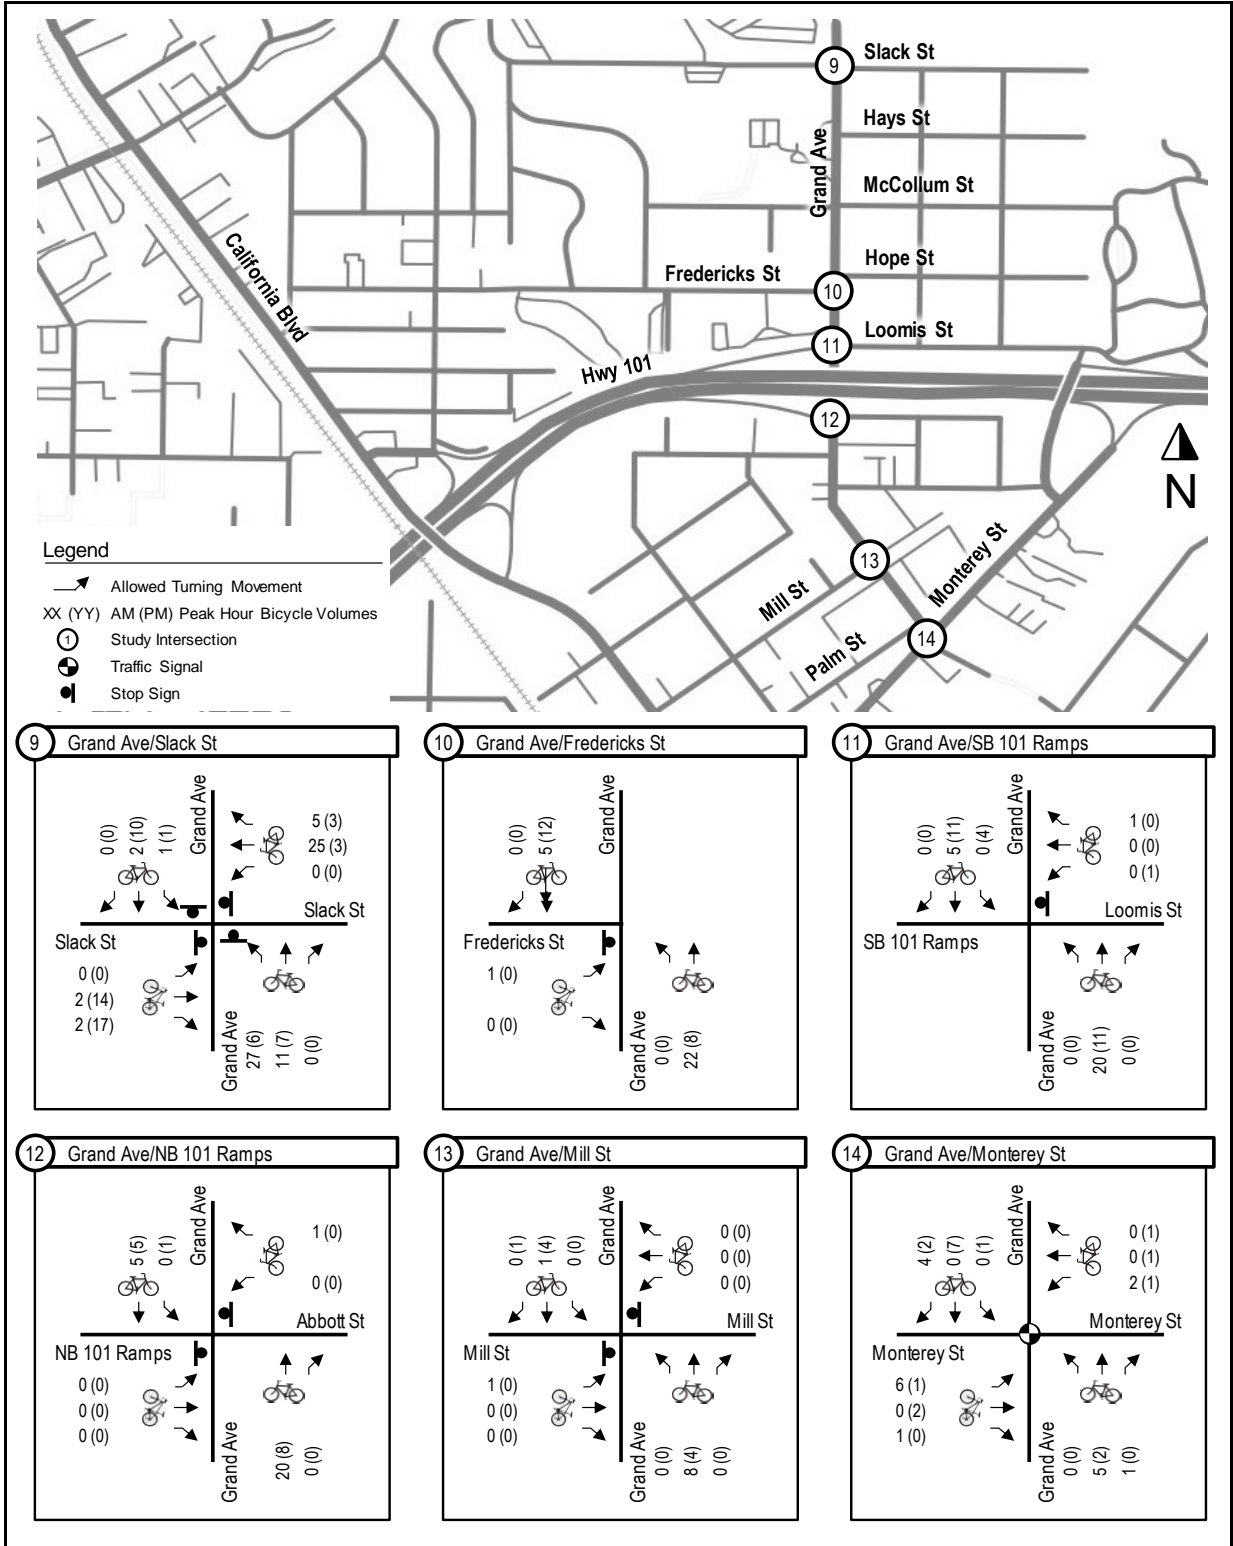 9
Slack St
Hays St
Grand Ave
McCollum St
California Blvd
Hope St
Fredericks St
10
Loomis St
11
Hwy 101
12
N
Monterey St
13
Mill St
14
Palm St
Legend
Allowed Turning Movement
XX (YY) AM (PM) Peak Hour Bicycle Volumes
1 Study Intersection
Traffic Signal
Stop Sign
9 Grand Ave/Slack St
Grand Ave
0 (0)
2 (10)
1 (1)
5 (3)
25 (3)
0 (0)
Slack St
Slack St
0 (0)
2 (14)
2 (17)
Grand Ave
27 (6)
11 (7)
0 (0)
10 Grand Ave/Fredericks St
Grand Ave
0 (0)
5 (12)
Fredericks St
1 (0)
0 (0)
Grand Ave
0 (0)
22 (8)
11 Grand Ave/SB 101 Ramps
Grand Ave
0 (0)
5 (11)
0 (4)
1 (0)
0 (0)
0 (1)
Loomis St
SB 101 Ramps
Grand Ave
0 (0)
20 (11)
0 (0)
12 Grand Ave/NB 101 Ramps
Grand Ave
5 (5)
0 (1)
1 (0)
0 (0)
Abbott St
NB 101 Ramps
0 (0)
0 (0)
0 (0)
Grand Ave
20 (8)
0 (0)
13 Grand Ave/Mill St
Grand Ave
0 (1)
1 (4)
0 (0)
0 (0)
0 (0)
0 (0)
Mill St
Mill St
1 (0)
0 (0)
0 (0)
Grand Ave
0 (0)
8 (4)
0 (0)
14 Grand Ave/Monterey St
Grand Ave
4 (2)
0 (7)
0 (1)
0 (1)
0 (1)
2 (1)
Monterey St
Monterey St
6 (1)
0 (2)
1 (0)
Grand Ave
0 (0)
5 (2)
1 (0)